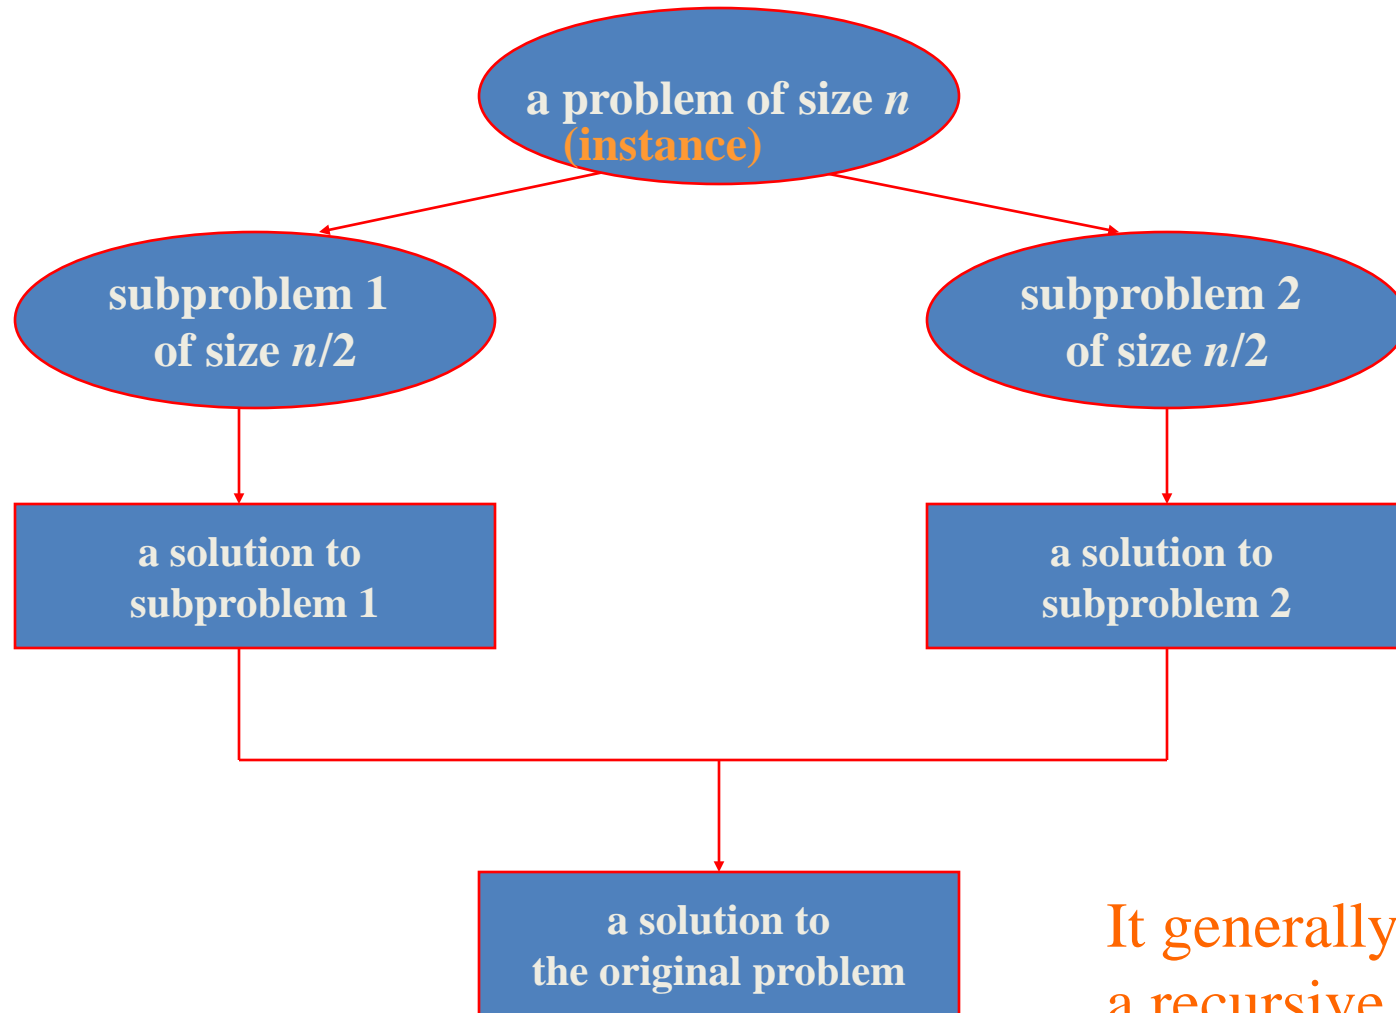 a problem of size n
(instance)
subproblem 1
of size n/2
subproblem 2
of size n/2
a solution to
subproblem 1
a solution to
subproblem 2
a solution to
the original problem
It generally
a recursive